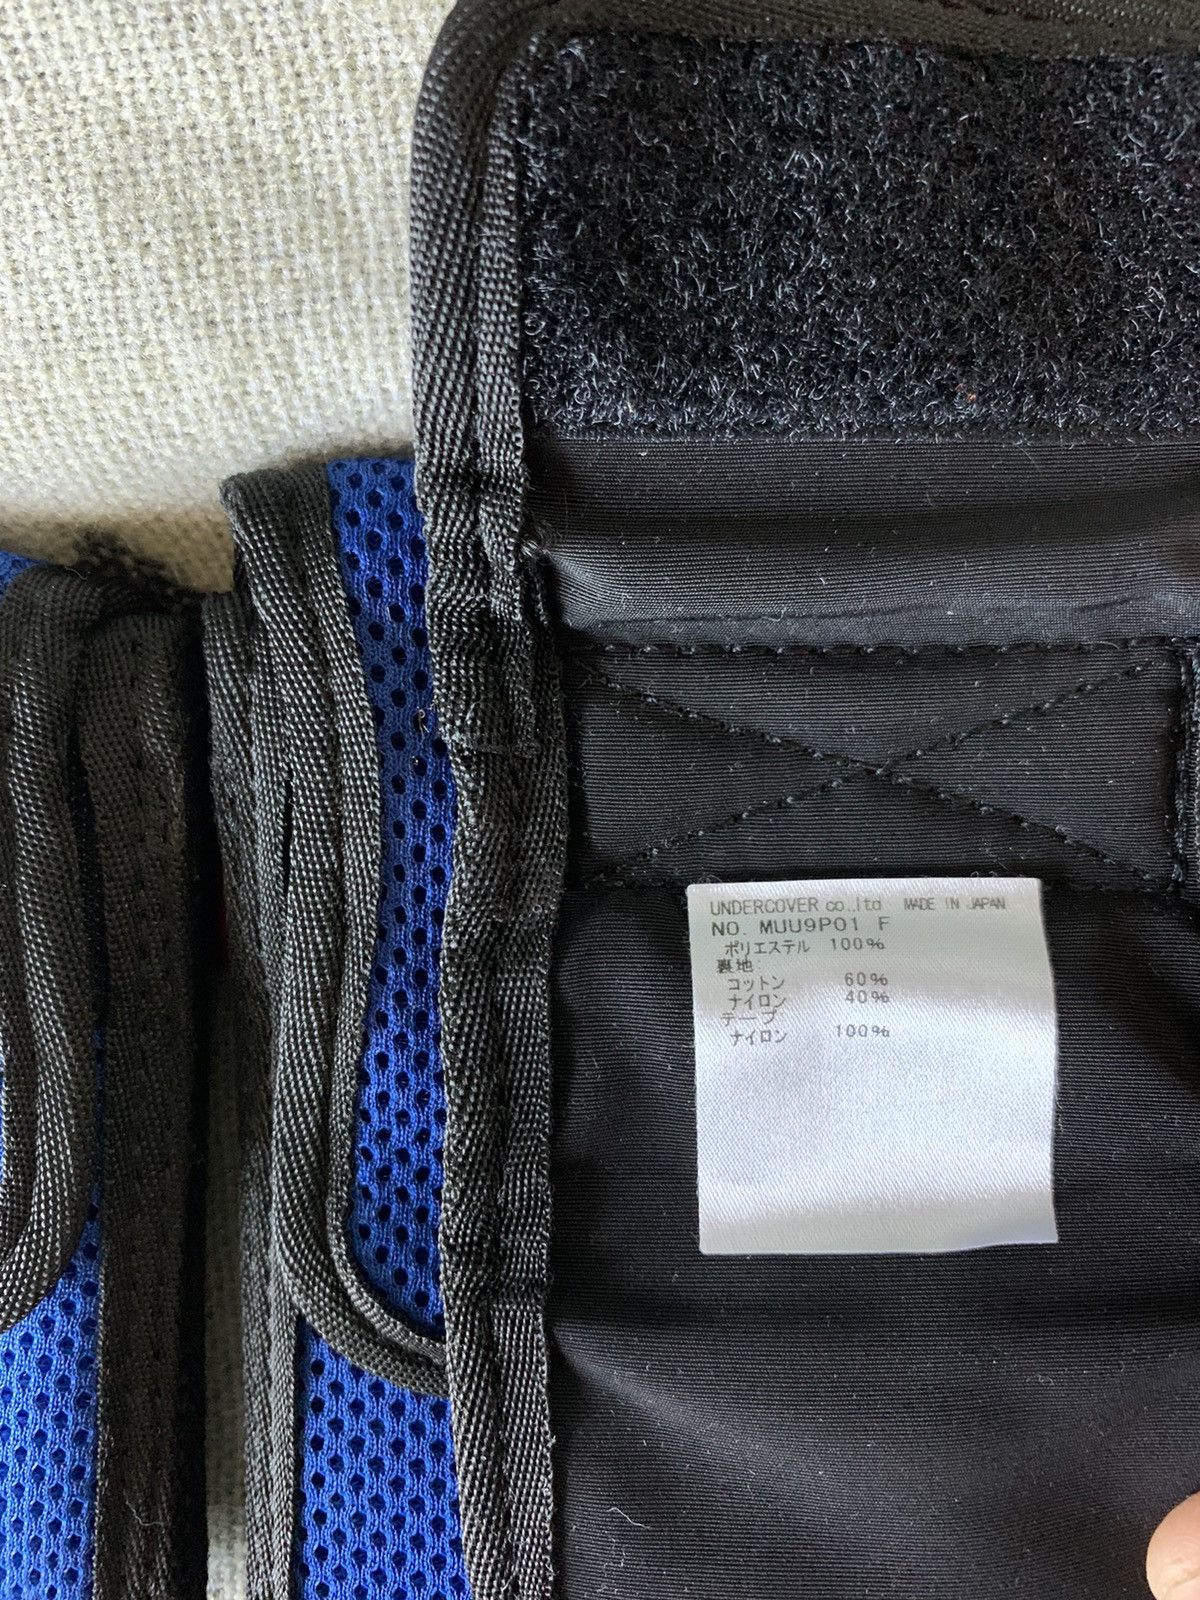 UNDERCOVER co.,ltd MADE IN JAPAN
NO. MUU9P01 F
ポリエステル 100%
裏地
コットン 60%
ナイロン 40%
テープ
ナイロン 100%